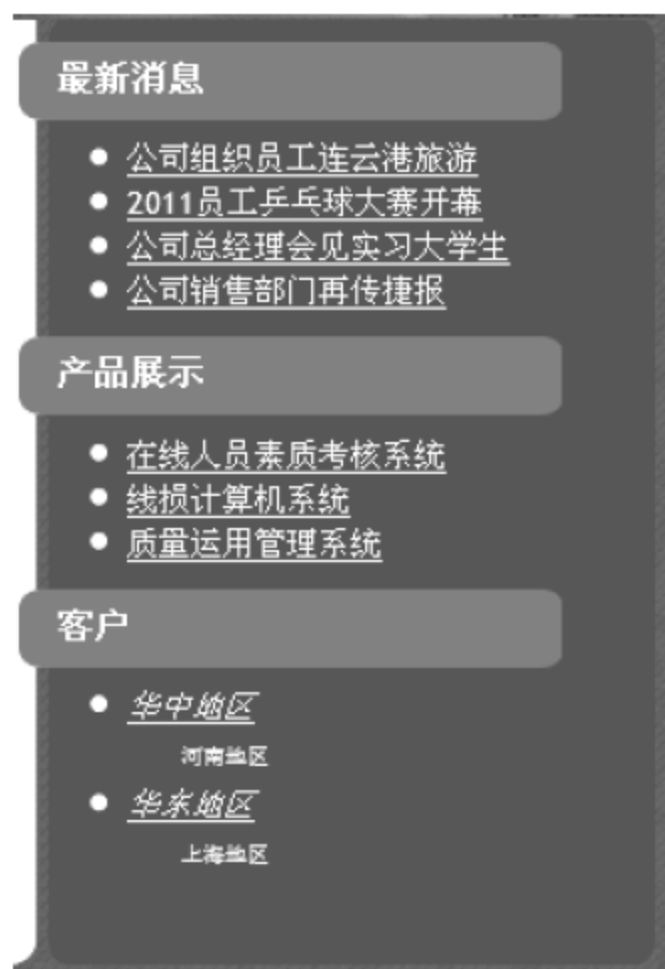 最新消息
公司组织员工连云港旅游
2011员工乒乓球大赛开幕
公司总经理会见实习大学生
公司销售部门再传捷报
产品展示
在线人员素质考核系统
线损计算机系统
质量运用管理系统
客户
华中地区
河南地区
华东地区
上海地区